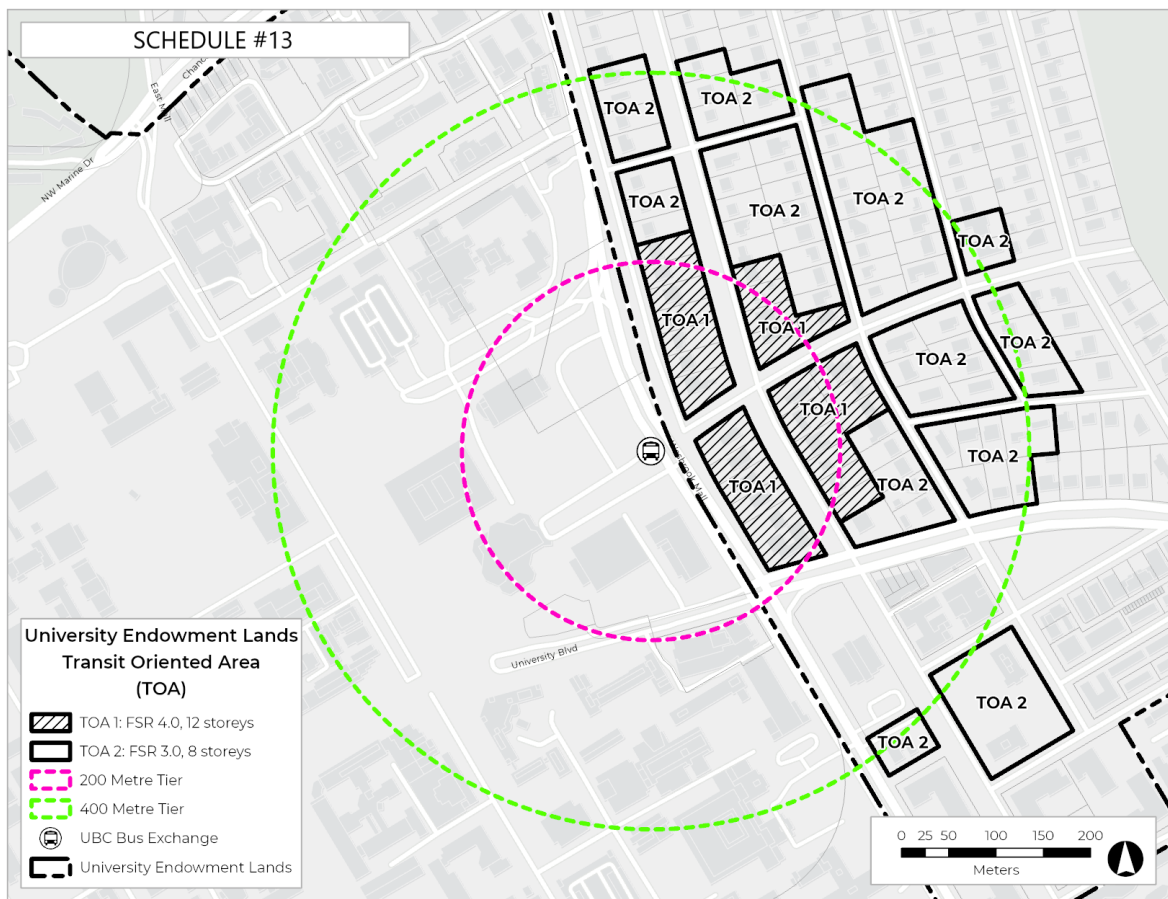 SCHEDULE #13
Chanc
East Mall
NW Marine Dr
TOA 2
TOA 2
TOA 2
TOA 2
TOA 2
TOA 2
TOA 1
TOA 1
TOA 2
TOA 2
TOA 1
TOA 2
TOA 1
TOA 2
Wesbrook Mall
University Blvd
TOA 2
TOA 2
University Endowment Lands
Transit Oriented Area
(TOA)
TOA 1: FSR 4.0, 12 storeys
TOA 2: FSR 3.0, 8 storeys
200 Metre Tier
400 Metre Tier
UBC Bus Exchange
University Endowment Lands
0 25 50 100 150 200
Meters